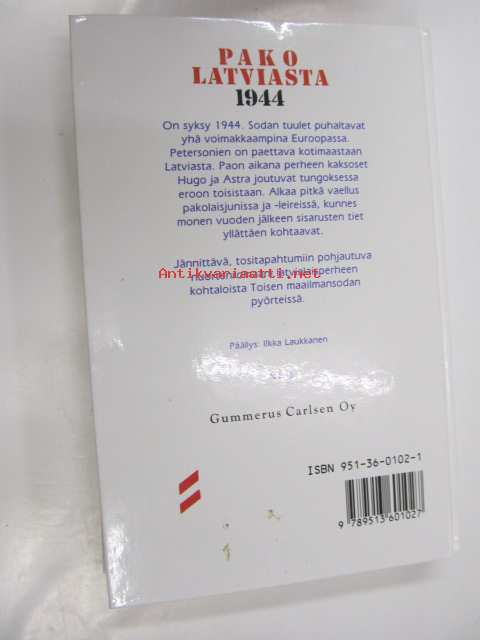 PAKO
LATVIASTA
1944
On syksy 1944. Sodan tuulet puhaltavat
yhä voimakkaampina Euroopassa.
Petersonien on paettava kotimaastaan
Latviasta. Paon aikana perheen kaksoset
Hugo ja Astra joutuvat tungoksessa
eroon toisistaan. Alkaa pitkä vaellus
pakolaisjunissa ja -leireissä, kunnes
monen vuoden jälkeen sisarusten tiet
yllättäen kohtaavat.
Jännittävä, tositapahtumiin pohjautuva
Antikvariaatti.net
latvialaisperheen
kohtaloista Toisen maailmansodan
pyörteissä.
Päällys: Ilkka Laukkanen
Gummerus Carlsen Oy
ISBN 951-36-0102-1
9 789513 601027